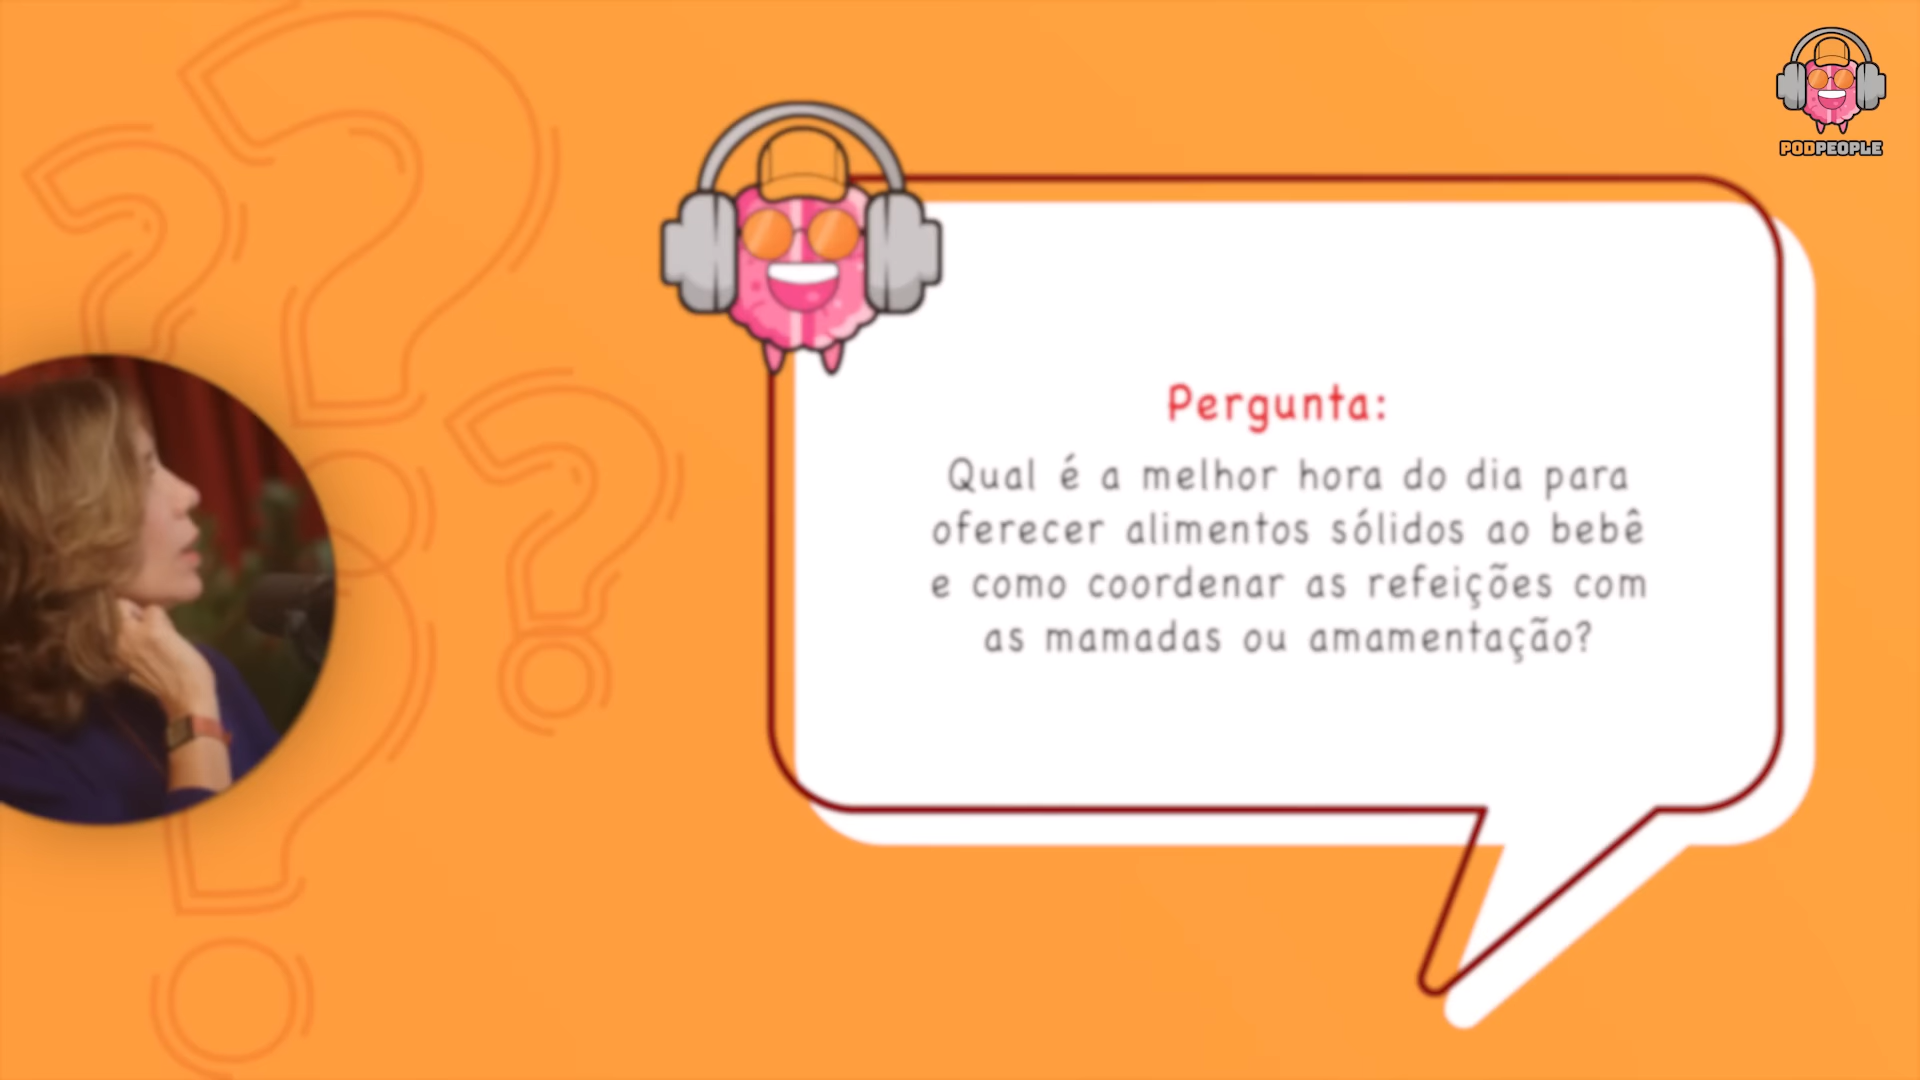 PODPEOPLE
Pergunta:
Qual é a melhor hora do dia para
oferecer alimentos sólidos ao bebê
e como coordenar as refeições com
as mamadas ou amamentação?